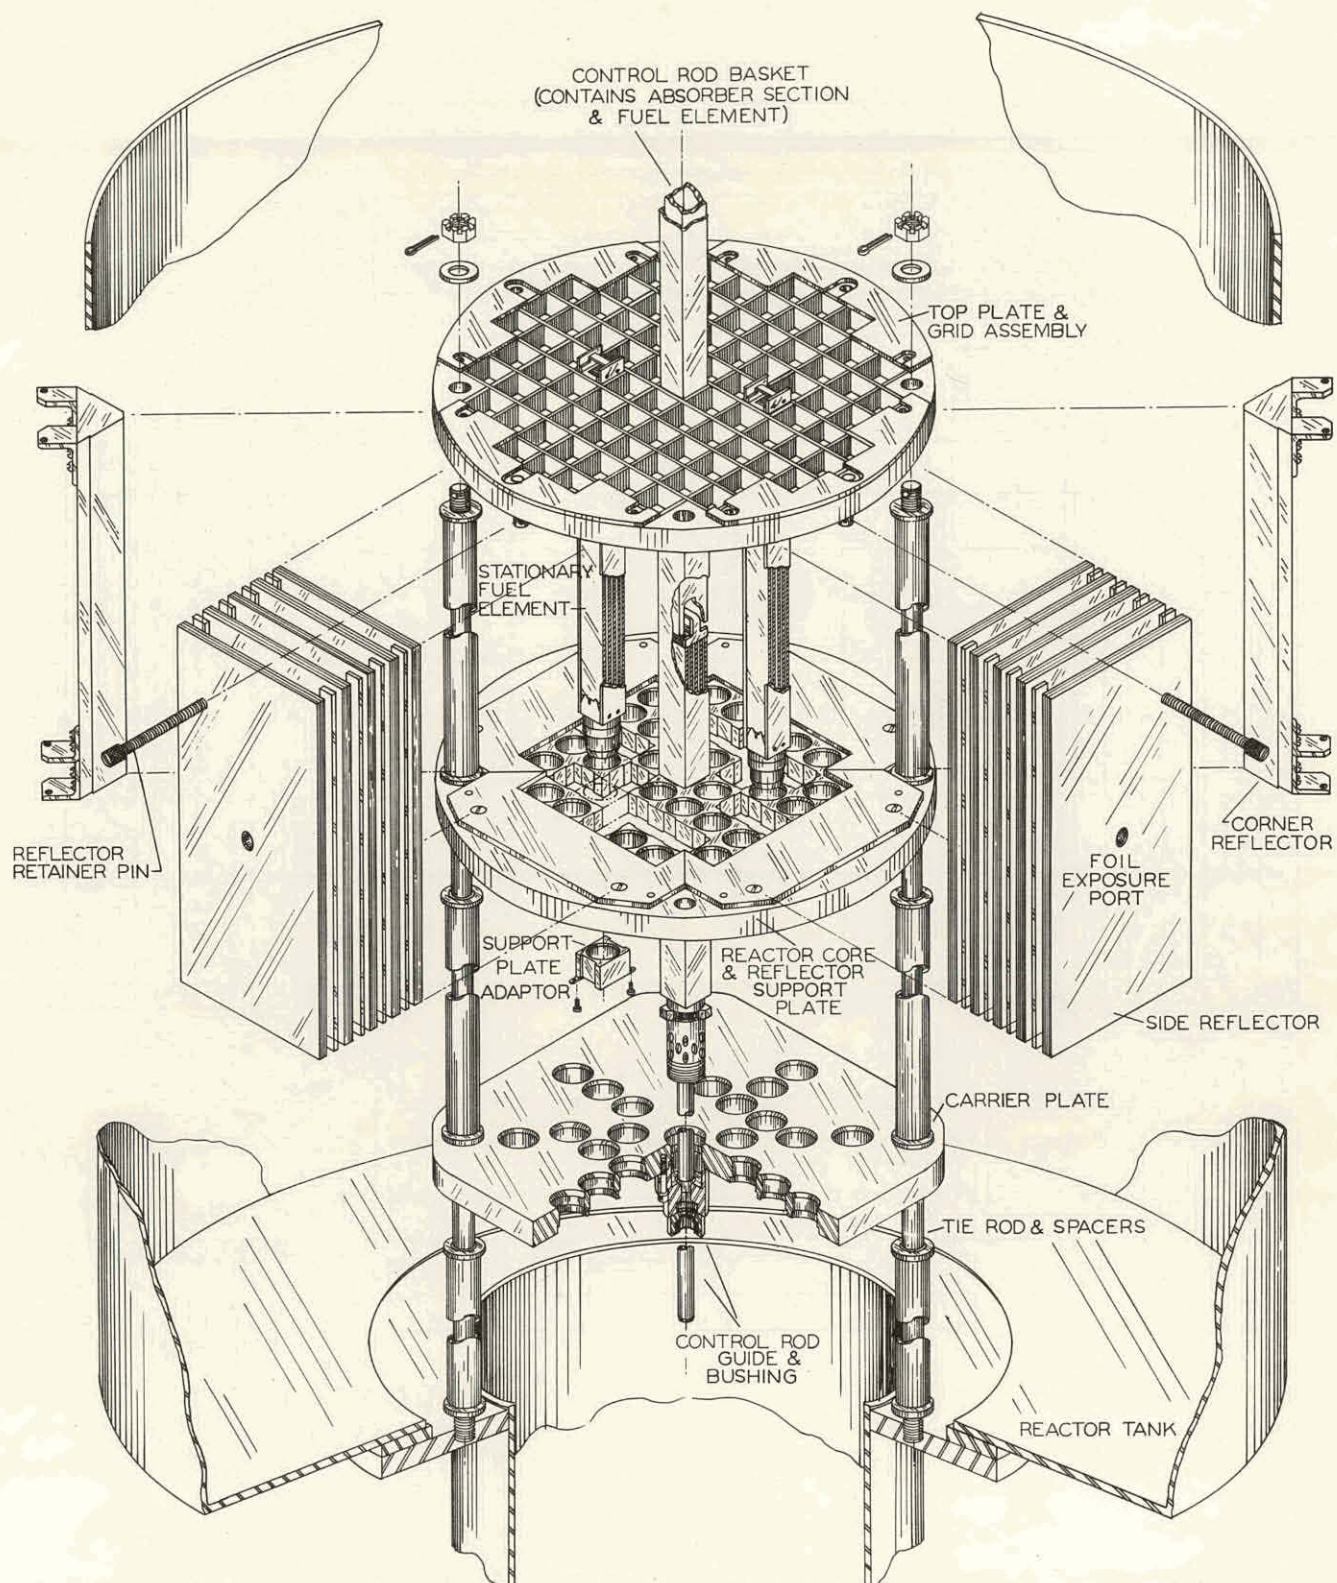 CONTROL ROD BASKET
(CONTAINS ABSORBER SECTION
& FUEL ELEMENT)
TOP PLATE &
GRID ASSEMBLY
STATIONARY
FUEL
ELEMENT
REFLECTOR
RETAINER PIN
CORNER
REFLECTOR
FOIL
EXPOSURE
PORT
SUPPORT
PLATE
ADAPTOR
REACTOR CORE
& REFLECTOR
SUPPORT
PLATE
SIDE REFLECTOR
CARRIER PLATE
TIE ROD & SPACERS
CONTROL ROD
GUIDE &
BUSHING
REACTOR TANK